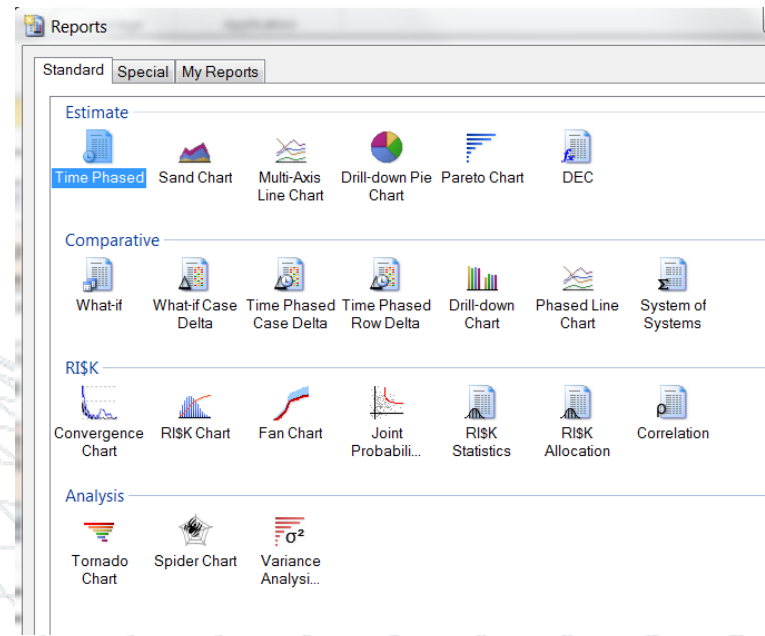 Reports
Standard Special My Reports
Estimate
Time Phased Sand Chart Multi-Axis Line Chart Drill-down Pie Chart Pareto Chart DEC
Comparative
What-if What-if Case Delta Time Phased Case Delta Time Phased Row Delta Drill-down Chart Phased Line Chart System of Systems
RI$K
Convergence Chart RI$K Chart Fan Chart Joint Probabili... RI$K Statistics RI$K Allocation Correlation
Analysis
Tornado Chart Spider Chart Variance Analysi...